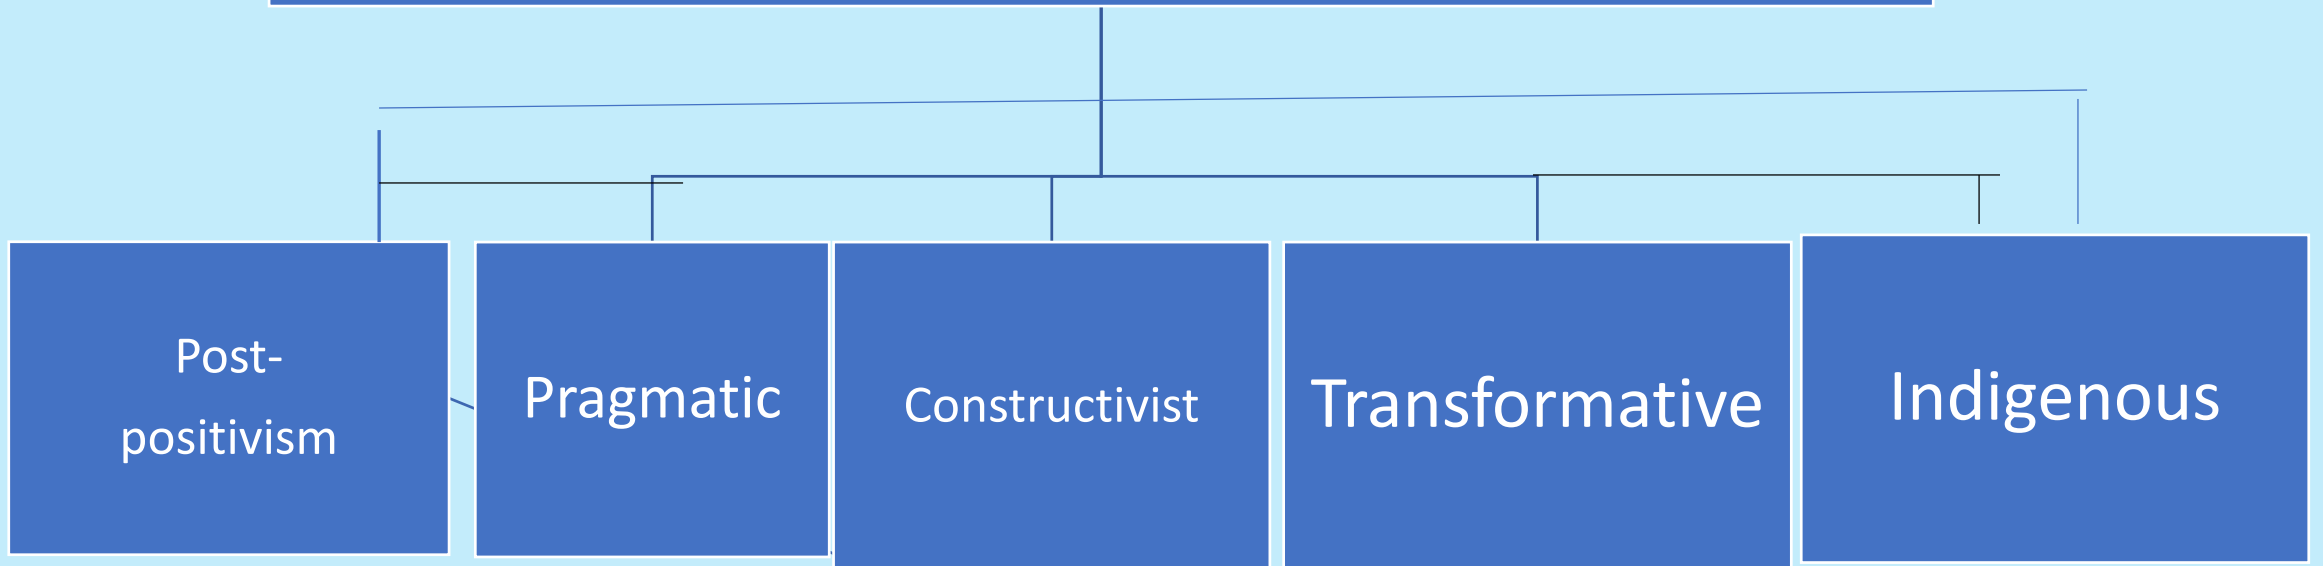 Post-
positivism
Pragmatic
Constructivist
Transformative
Indigenous